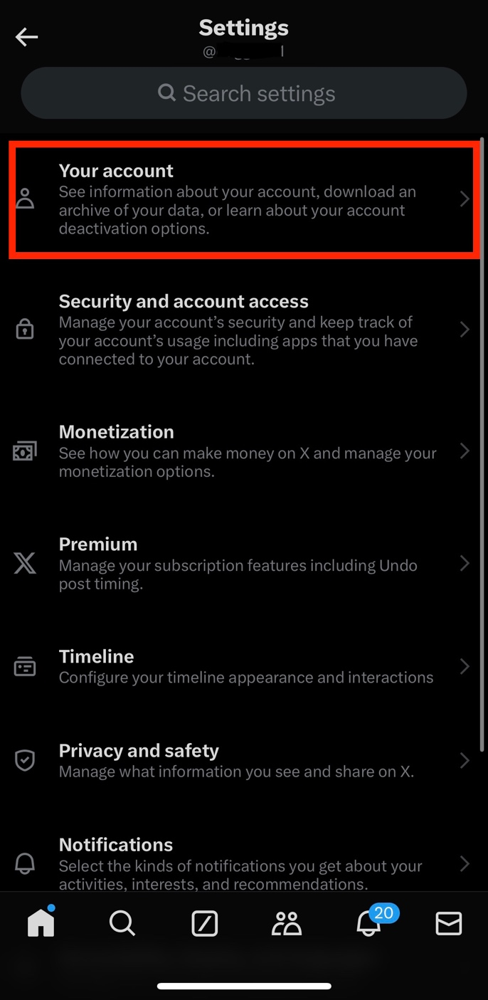 Settings
@
Search settings
Your account
See information about your account, download an
archive of your data, or learn about your account
deactivation options.
Security and account access
Manage your account’s security and keep track of
your account’s usage including apps that you have
connected to your account.
Monetization
See how you can make money on X and manage your
monetization options.
Premium
Manage your subscription features including Undo
post timing.
Timeline
Configure your timeline appearance and interactions
Privacy and safety
Manage what information you see and share on X.
Notifications
Select the kinds of notifications you get about your
activities, interests, and recommendations.
20